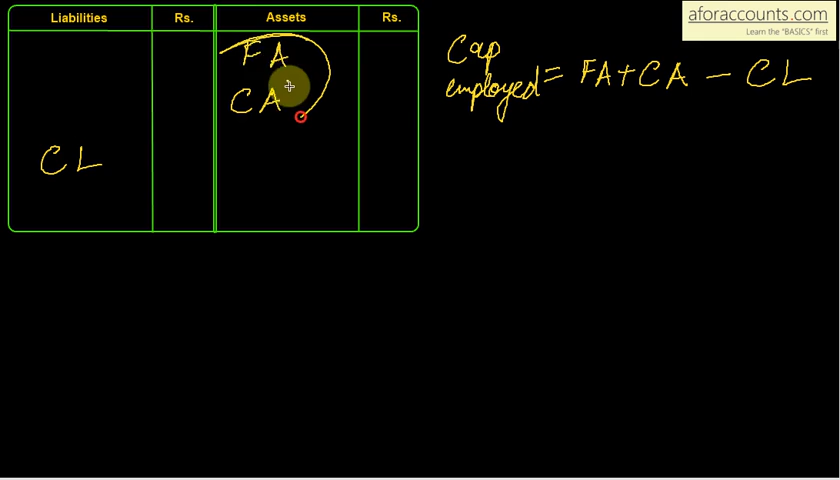 Liabilities Rs. Assets Rs.
aforaccounts.com
Learn the "BASICS" first
FA
CA
CL
Cap
employed = FA + CA - CL